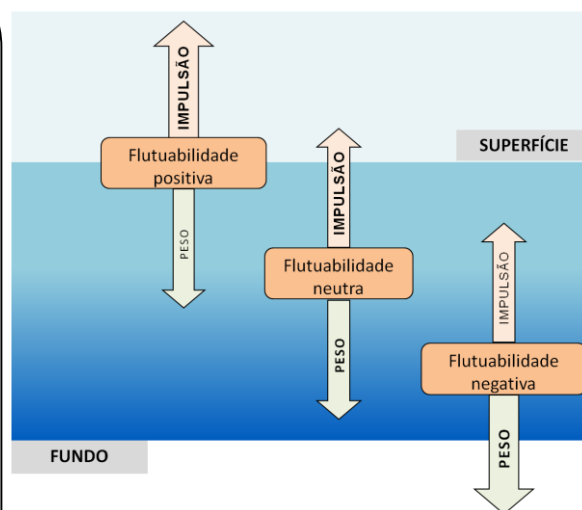 IMPULSÃO
Flutuabilidade
positiva
PESO
SUPERFÍCIE
IMPULSÃO
Flutuabilidade
neutra
PESO
IMPULSÃO
Flutuabilidade
negativa
PESO
FUNDO